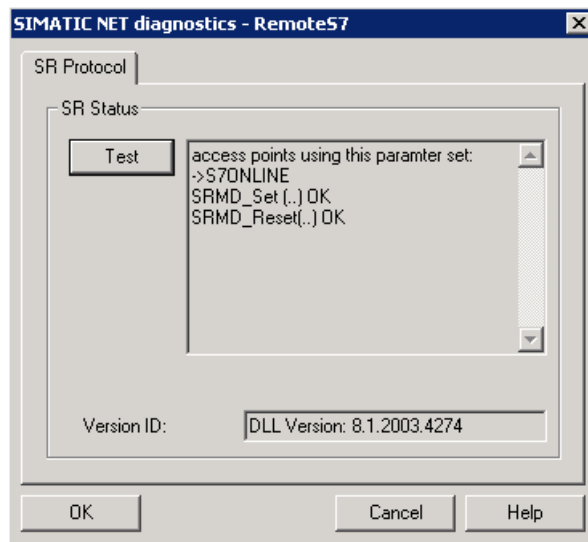 SIMATIC NET diagnostics - RemoteS7
SR Protocol
SR Status
Test
access points using this paramter set:
->S7ONLINE
SRMD_Set (..) OK
SRMD_Reset(..) OK
Version ID:
DLL Version: 8.1.2003.4274
OK
Cancel
Help